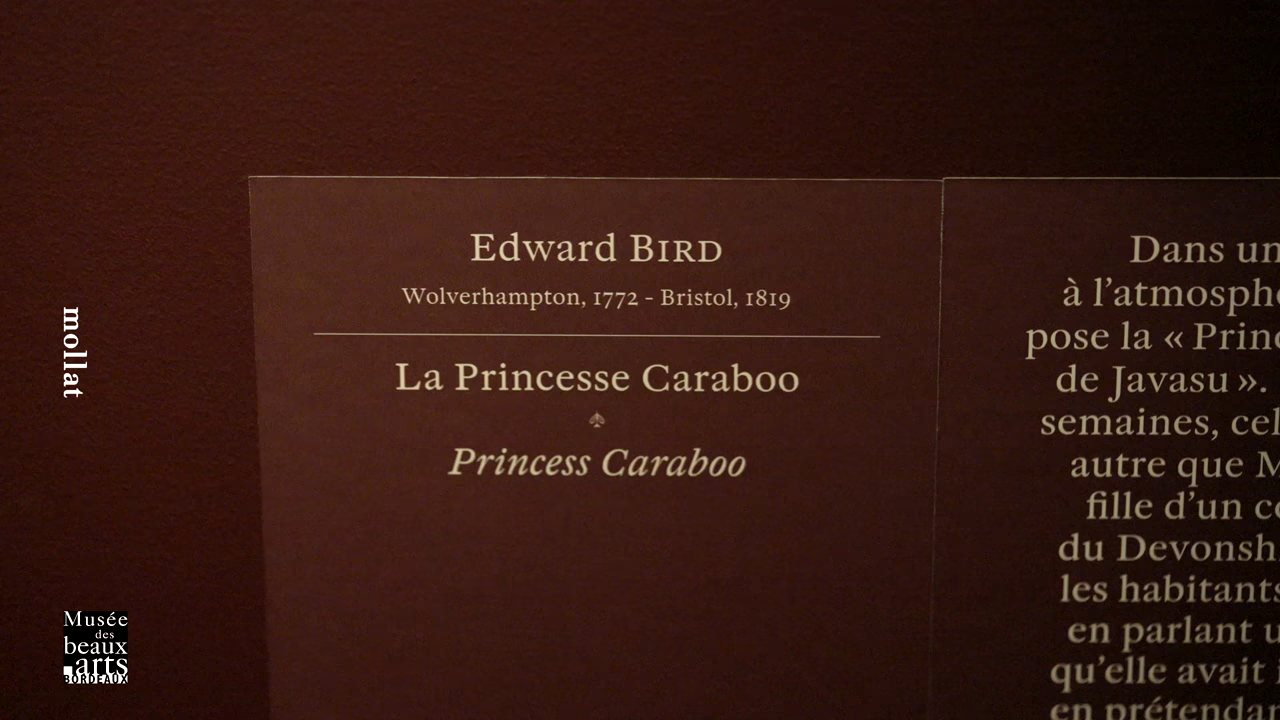 Edward BIRD
Wolverhampton, 1772 - Bristol, 1819
La Princesse Caraboo
Princess Caraboo
Dans un
à l’atmosph
pose la « Prin
de Javasu ».
semaines, cel
autre que M
fille d’un c
du Devonsh
les habitants
en parlant u
qu’elle avait
en prétendan
mollat
Musée
des
beaux
arts
BORDEAUX